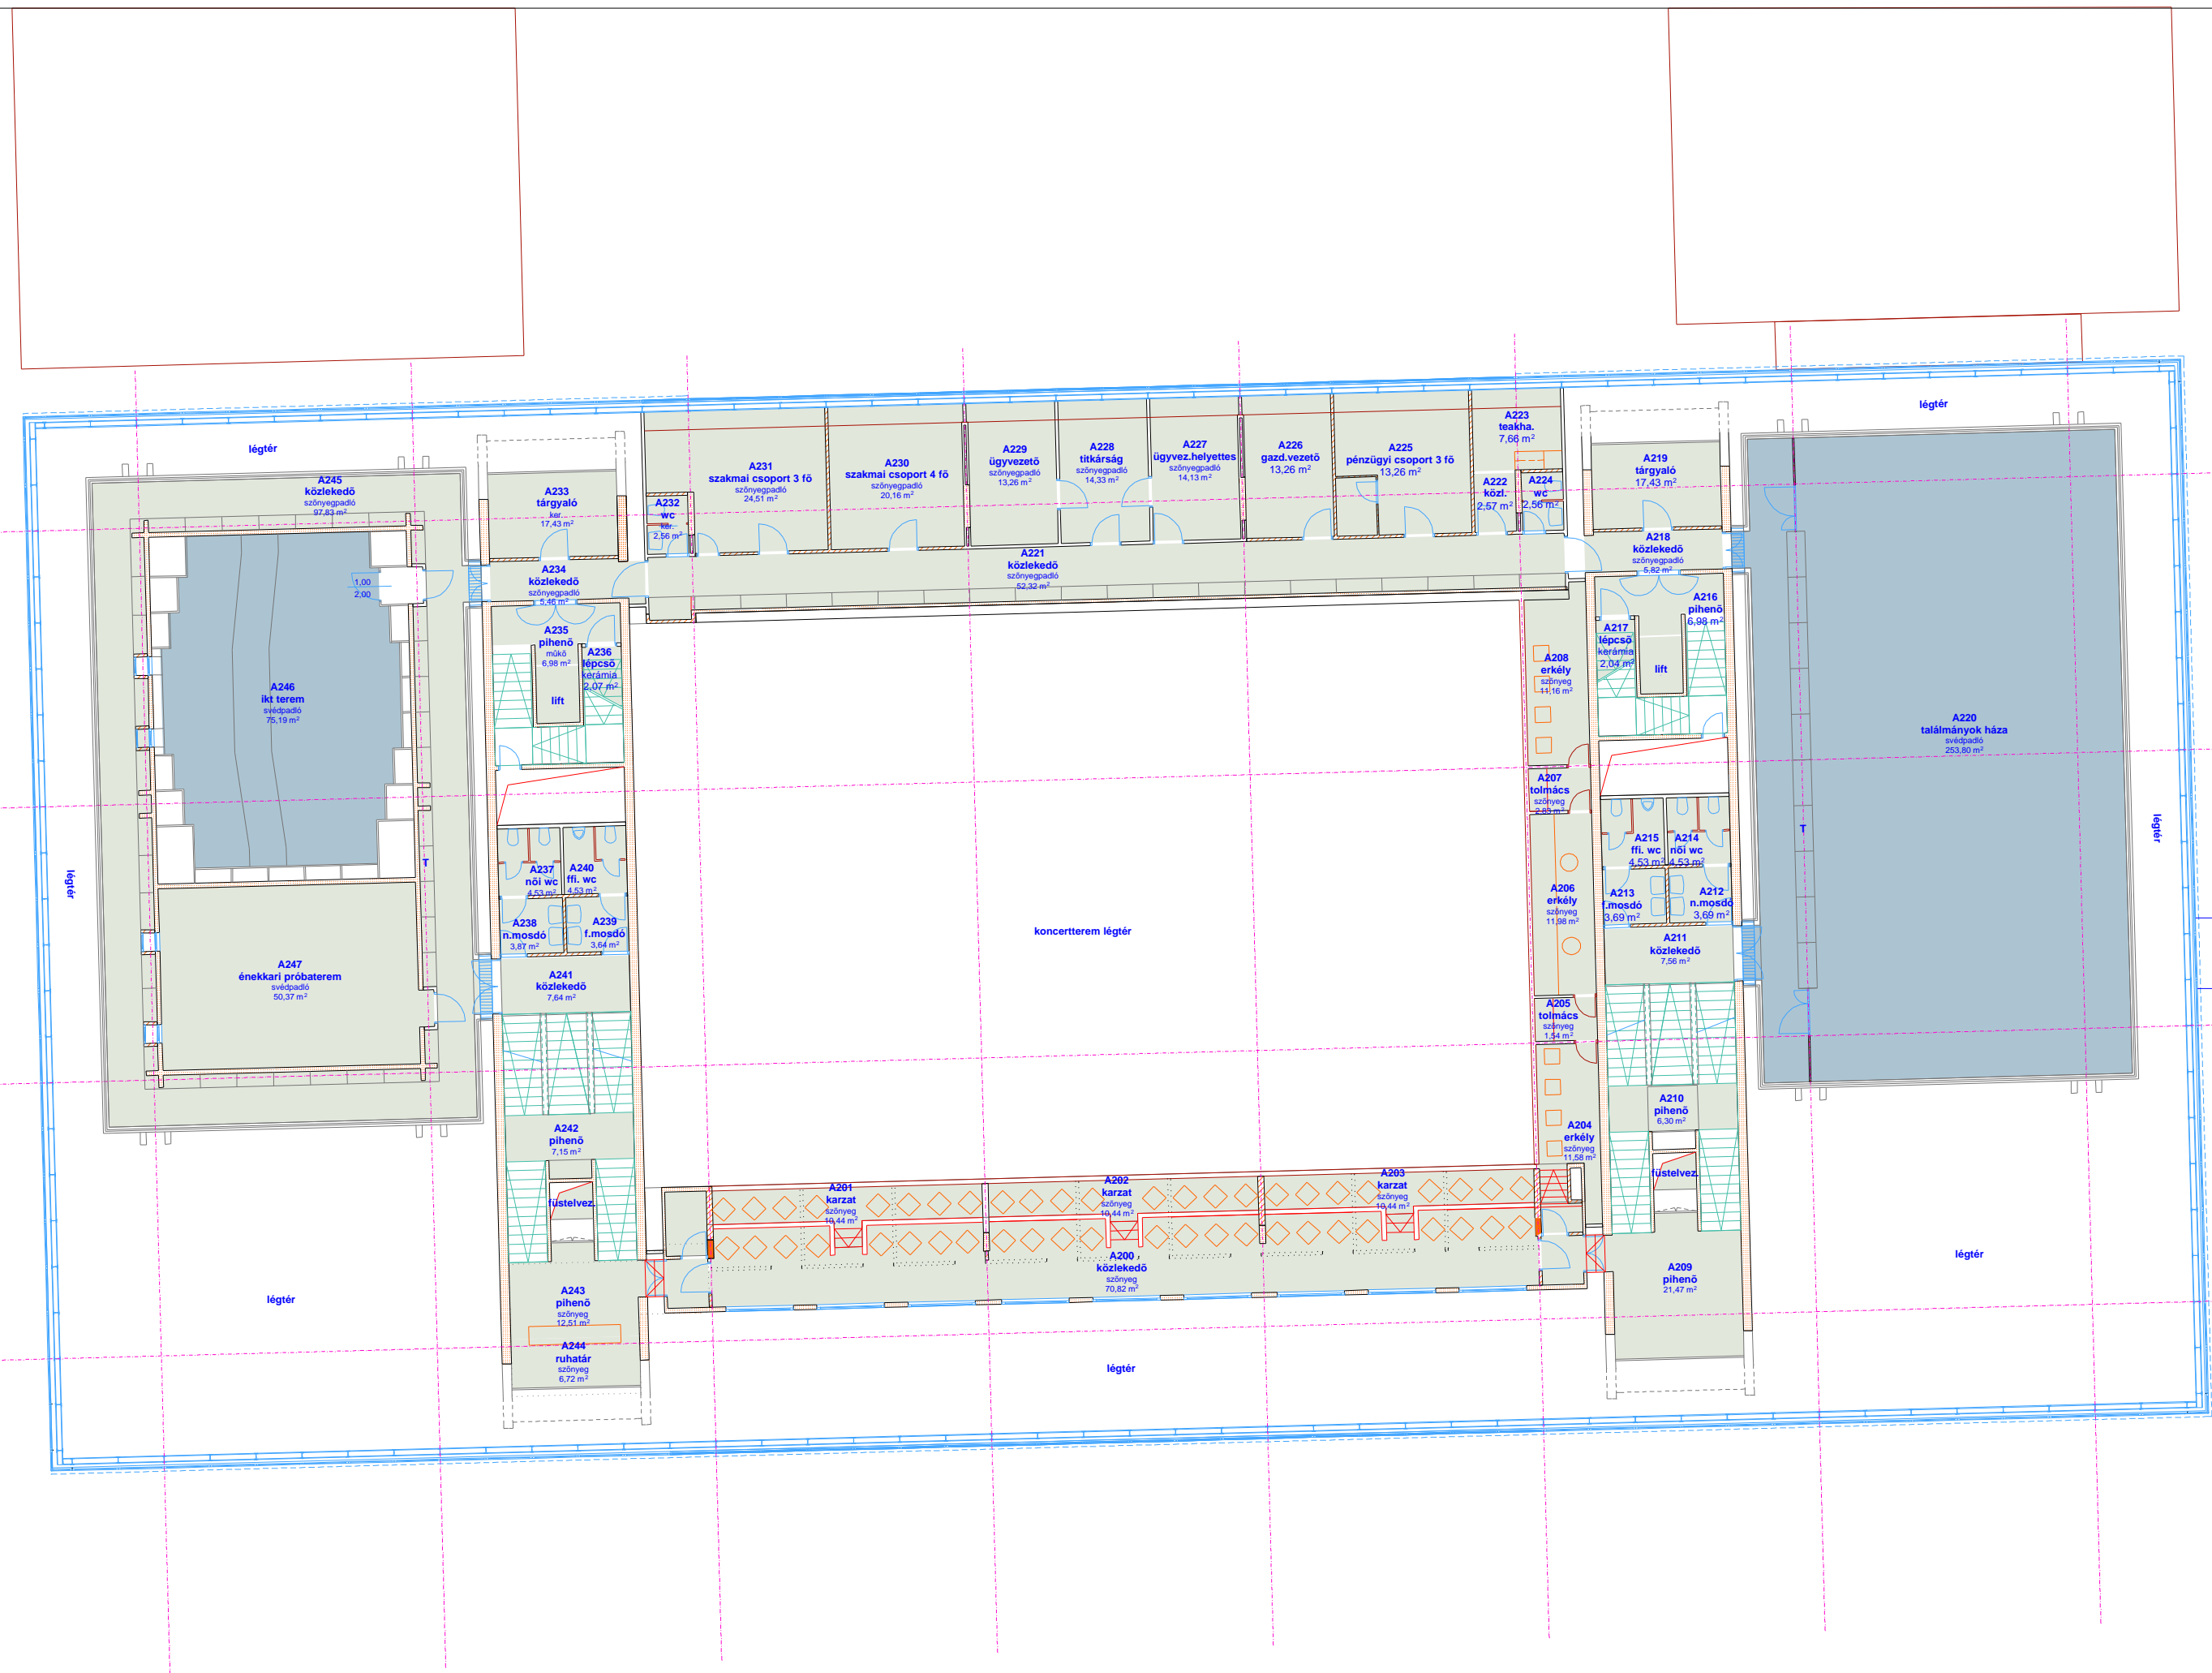 légtér
légtér
A245
közlekedő
szőnyegpadló
97,83 m²
A233
tárgyaló
ker.
17,43 m²
A232
wc
ker.
2,56 m²
A231
szakmai csoport 3 fő
szőnyegpadló
24,51 m²
A230
szakmai csoport 4 fő
szőnyegpadló
20,16 m²
A229
ügyvezető
szőnyegpadló
13,26 m²
A228
titkárság
szőnyegpadló
14,33 m²
A227
ügyvez.helyettes
szőnyegpadló
14,13 m²
A226
gazd.vezető
13,26 m²
A225
pénzügyi csoport 3 fő
13,26 m²
A223
teakha.
7,66 m²
A222
közl.
2,57 m²
A224
wc
2,56 m²
A219
tárgyaló
17,43 m²
A234
közlekedő
szőnyegpadló
5,46 m²
A221
közlekedő
szőnyegpadló
52,32 m²
A218
közlekedő
szőnyegpadló
5,82 m²
1,00
2,00
A235
pihenő
műkő
6,98 m²
A236
lépcső
kerámia
2,07 m²
lift
A216
pihenő
6,98 m²
A217
lépcső
kerámia
2,04 m²
lift
A208
erkély
szőnyeg
11,16 m²
A246
ikt terem
svédpadló
75,19 m²
A220
találmányok háza
svédpadló
253,80 m²
A207
tolmács
szőnyeg
2,83 m²
T
T
légtér
légtér
A237
női wc
4,53 m²
A240
ffi. wc
4,53 m²
A215
ffi. wc
4,53 m²
A214
női wc
4,53 m²
A238
n.mosdó
3,87 m²
A239
f.mosdó
3,64 m²
koncertterem légtér
A206
erkély
szőnyeg
11,98 m²
A213
f.mosdó
3,69 m²
A212
n.mosdó
3,69 m²
A247
énekkari próbaterem
svédpadló
50,37 m²
A241
közlekedő
7,64 m²
A211
közlekedő
7,56 m²
A205
tolmács
szőnyeg
1,54 m²
A242
pihenő
7,15 m²
A204
erkély
szőnyeg
11,58 m²
A210
pihenő
6,30 m²
füstelvez.
füstelvez.
A201
karzat
szőnyeg
10,44 m²
A202
karzat
szőnyeg
10,44 m²
A203
karzat
szőnyeg
10,44 m²
A200
közlekedő
szőnyeg
70,82 m²
A243
pihenő
szőnyeg
12,51 m²
A244
ruhatár
szőnyeg
6,72 m²
A209
pihenő
21,47 m²
légtér
légtér
légtér